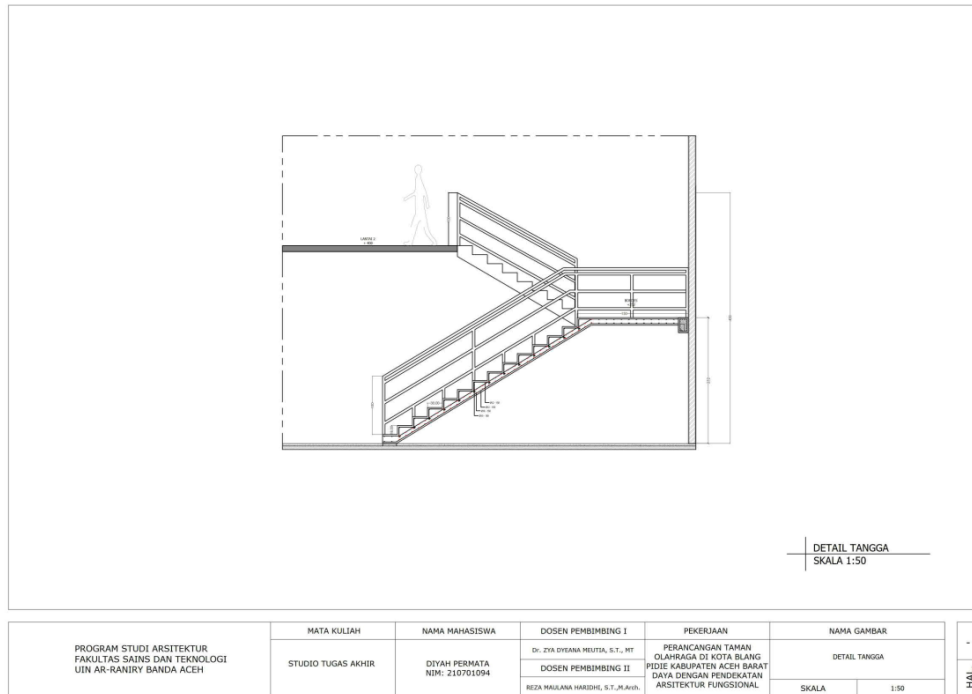 LANTAI 2
DETAIL TANGGA
SKALA 1:50
PROGRAM STUDI ARSITEKTUR
FAKULTAS SAINS DAN TEKNOLOGI
UIN AR-RANIRY BANDA ACEH
MATA KULIAH
STUDIO TUGAS AKHIR
NAMA MAHASISWA
DIYAH PERMATA
NIM: 210701094
DOSEN PEMBIMBING I
Dr. ZYA DYEANA MEUTIA, S.T., MT
DOSEN PEMBIMBING II
REZA MAULANA HARIDHI, S.T.,M.Arch.
PEKERJAAN
PERANCANGAN TAMAN
OLAHRAGA DI KOTA BLANG
PIDIE KABUPATEN ACEH BARAT
DAYA DENGAN PENDEKATAN
ARSITEKTUR FUNGSIONAL
NAMA GAMBAR
DETAIL TANGGA
SKALA
1:50
HAL